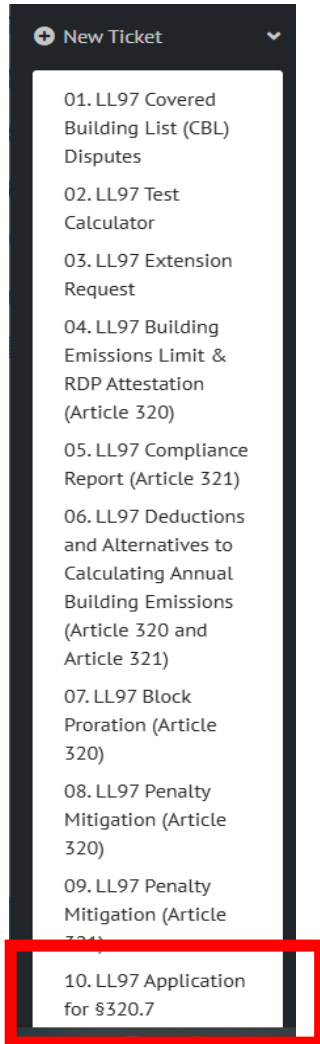 New Ticket
01. LL97 Covered
Building List (CBL)
Disputes
02. LL97 Test
Calculator
03. LL97 Extension
Request
04. LL97 Building
Emissions Limit &
RDP Attestation
(Article 320)
05. LL97 Compliance
Report (Article 321)
06. LL97 Deductions
and Alternatives to
Calculating Annual
Building Emissions
(Article 320 and
Article 321)
07. LL97 Block
Proration (Article
320)
08. LL97 Penalty
Mitigation (Article
320)
09. LL97 Penalty
Mitigation (Article
321)
10. LL97 Application
for §320.7